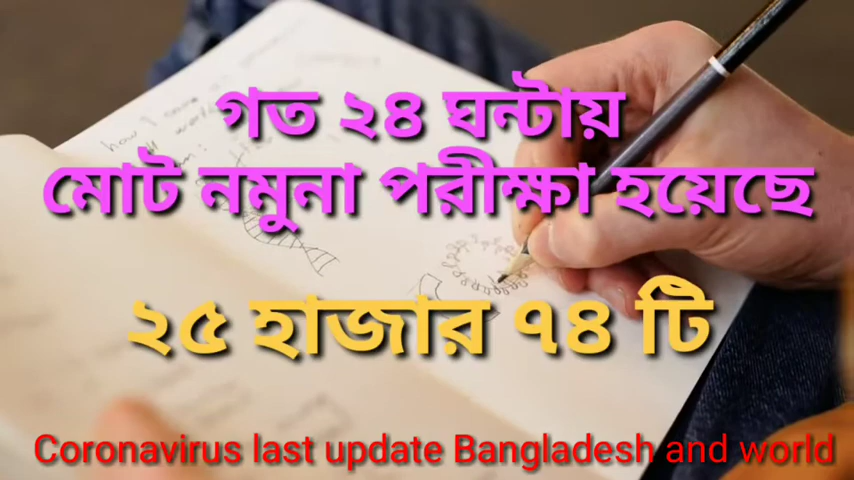 গত ২৪ ঘন্টায়
মোট নমুনা পরীক্ষা হয়েছে
২৫ হাজার ৭৪ টি
Coronavirus last update Bangladesh and world